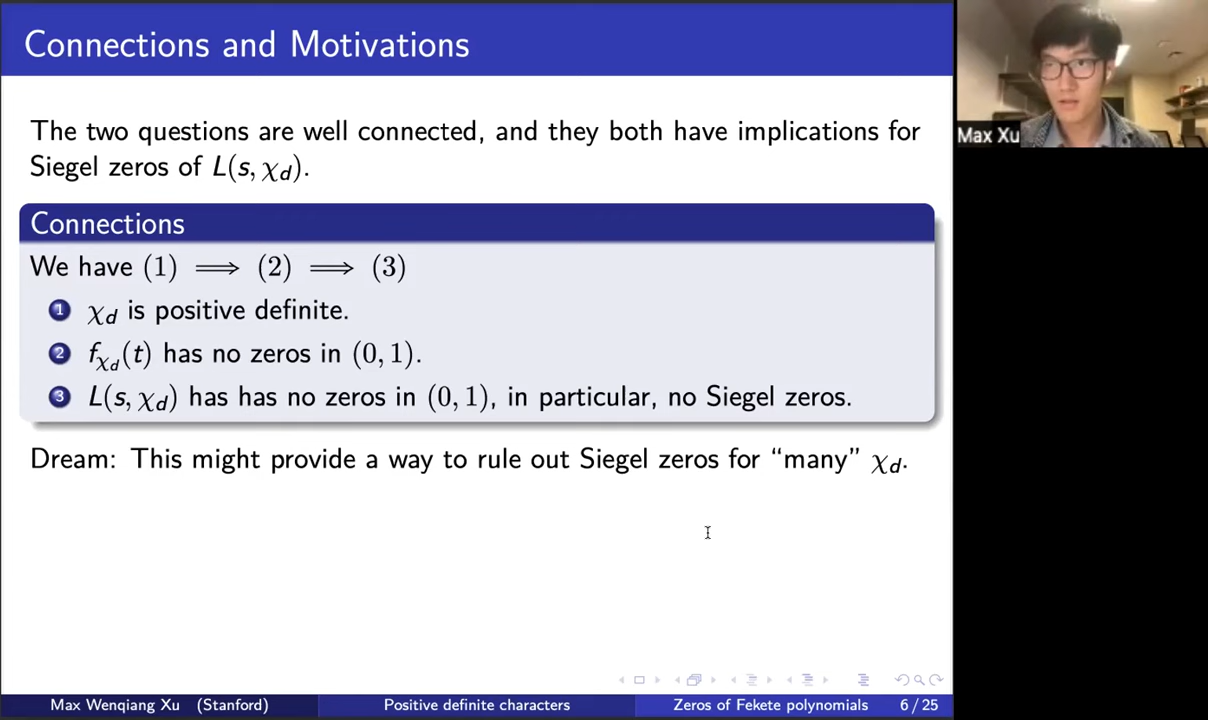 Connections and Motivations
Max Xu
The two questions are well connected, and they both have implications for
Siegel zeros of L(s, χ_d).
Connections
We have (1) ⟹ (2) ⟹ (3)
1 χ_d is positive definite.
2 f_{χ_d}(t) has no zeros in (0, 1).
3 L(s, χ_d) has has no zeros in (0, 1), in particular, no Siegel zeros.
Dream: This might provide a way to rule out Siegel zeros for “many” χ_d.
Max Wenqiang Xu (Stanford) Positive definite characters Zeros of Fekete polynomials 6 / 25